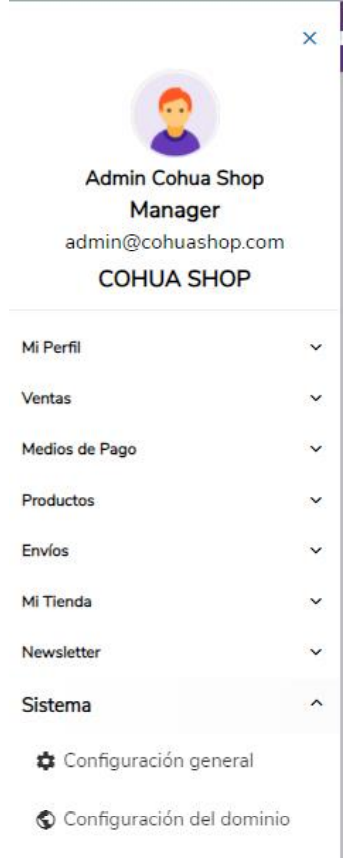 Admin Cohua Shop
Manager
admin@cohuashop.com
COHUA SHOP
Mi Perfil
Ventas
Medios de Pago
Productos
Envíos
Mi Tienda
Newsletter
Sistema
Configuración general
Configuración del dominio